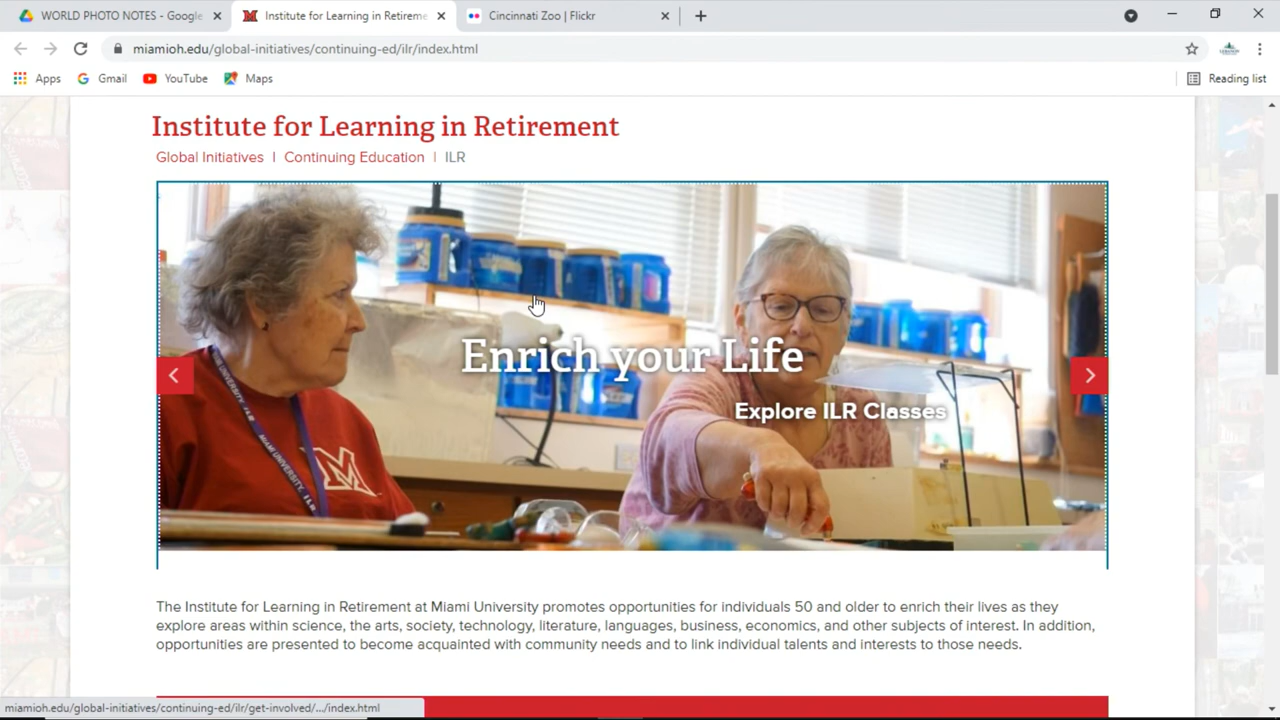 WORLD PHOTO NOTES - Google
Institute for Learning in Retireme
Cincinnati Zoo | Flickr
miamioh.edu/global-initiatives/continuing-ed/ilr/index.html
Apps
Gmail
YouTube
Maps
Reading list
Institute for Learning in Retirement
Global Initiatives | Continuing Education | ILR
Enrich your Life
Explore ILR Classes
MIAMI UNIVERSITY
M
The Institute for Learning in Retirement at Miami University promotes opportunities for individuals 50 and older to enrich their lives as they
explore areas within science, the arts, society, technology, literature, languages, business, economics, and other subjects of interest. In addition,
opportunities are presented to become acquainted with community needs and to link individual talents and interests to those needs.
miamioh.edu/global-initiatives/continuing-ed/ilr/get-involved/.../index.html